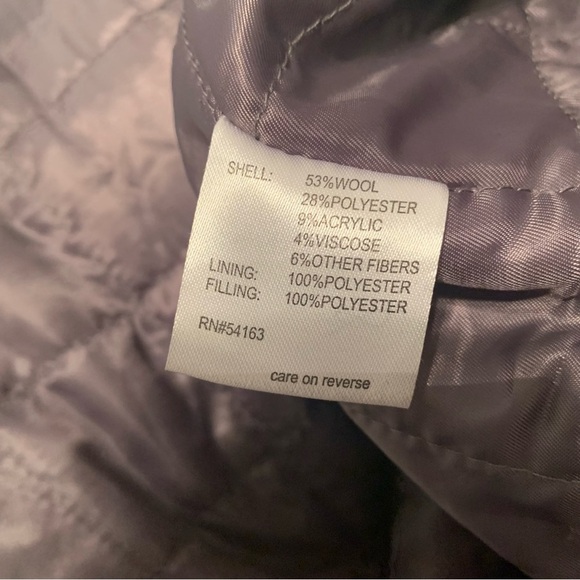 SHELL: 53%WOOL
28%POLYESTER
9%ACRYLIC
4%VISCOSE
6%OTHER FIBERS
LINING: 100%POLYESTER
FILLING: 100%POLYESTER
RN#54163
care on reverse